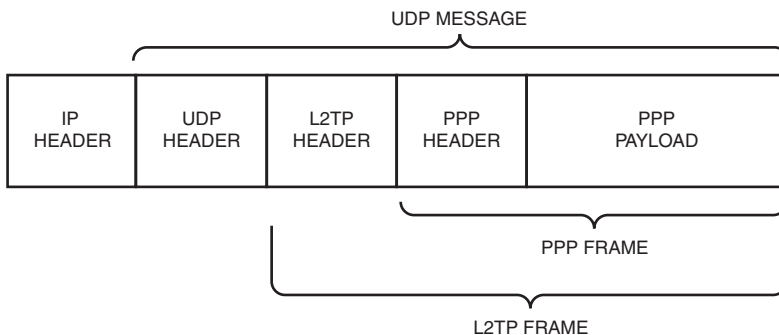 UDP MESSAGE
IP
HEADER
UDP
HEADER
L2TP
HEADER
PPP
HEADER
PPP
PAYLOAD
PPP FRAME
L2TP FRAME